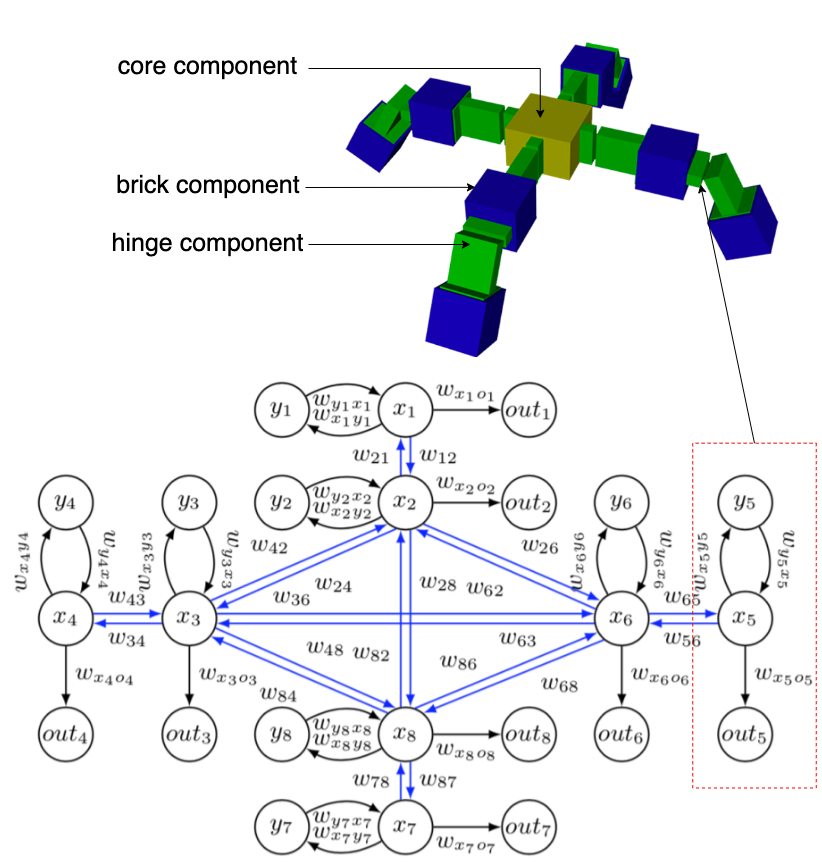 core component
brick component
hinge component
y₁ w_{y₁x₁} w_{x₁y₁} x₁ w_{x₁o₁} out₁
w₂₁ w₁₂
y₂ w_{y₂x₂} w_{x₂y₂} x₂ w_{x₂o₂} out₂
y₄ y₃ y₆ y₅
w_{x₄y₄} w_{y₄x₄} w_{x₃y₃} w_{y₃x₃} w₄₂ w₂₆ w_{x₆y₆} w_{y₆x₆} w_{x₅y₅} w_{y₅x₅}
w₄₃ w₃₆ w₂₄ w₂₈ w₆₂ w₆₅
x₄ x₃ x₆ x₅
w₃₄ w₄₈ w₈₂ w₈₆ w₆₃ w₅₆
w_{x₄o₄} w_{x₃o₃} w₈₄ w₆₈ w_{x₆o₆} w_{x₅o₅}
out₄ out₃ y₈ w_{y₈x₈} w_{x₈y₈} x₈ w_{x₈o₈} out₈ out₆ out₅
w₇₈ w₈₇
y₇ w_{y₇x₇} w_{x₇y₇} x₇ w_{x₇o₇} out₇